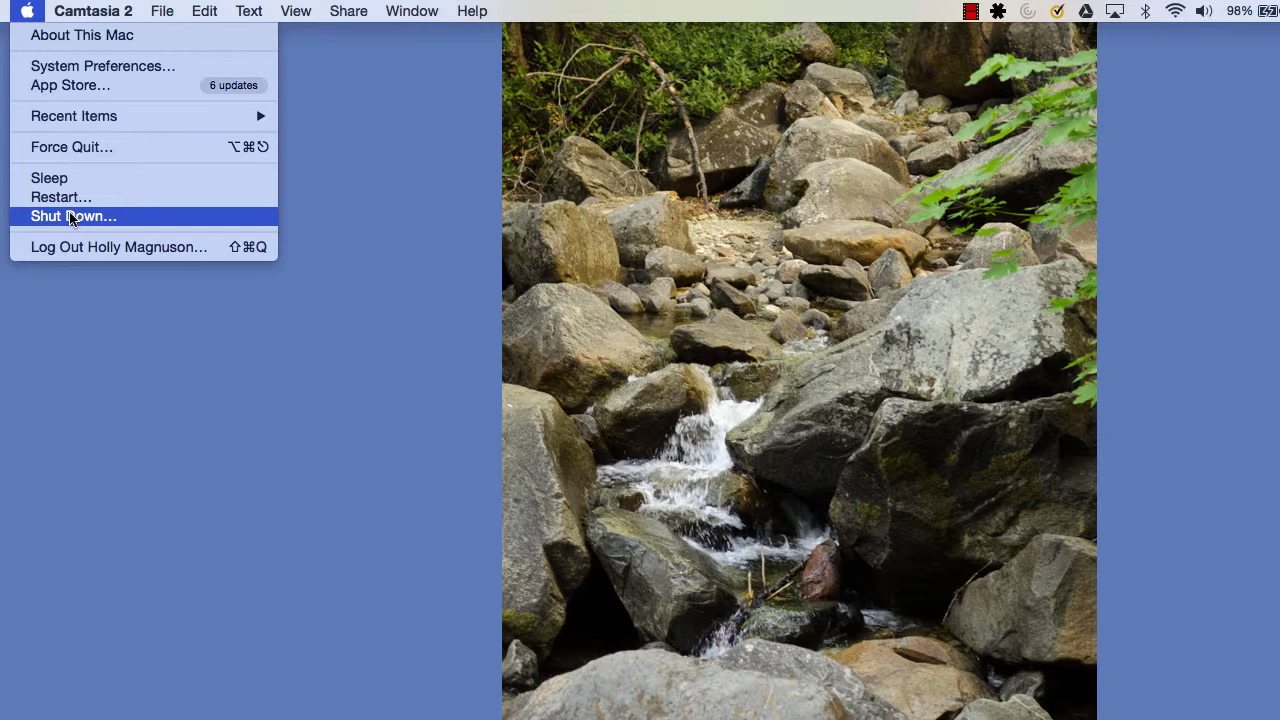 Camtasia 2 File Edit Text View Share Window Help 98%
About This Mac
System Preferences...
App Store... 6 updates
Recent Items
Force Quit... ⌥⌘⎋
Sleep
Restart...
Shut Down...
Log Out Holly Magnuson... ⇧⌘Q